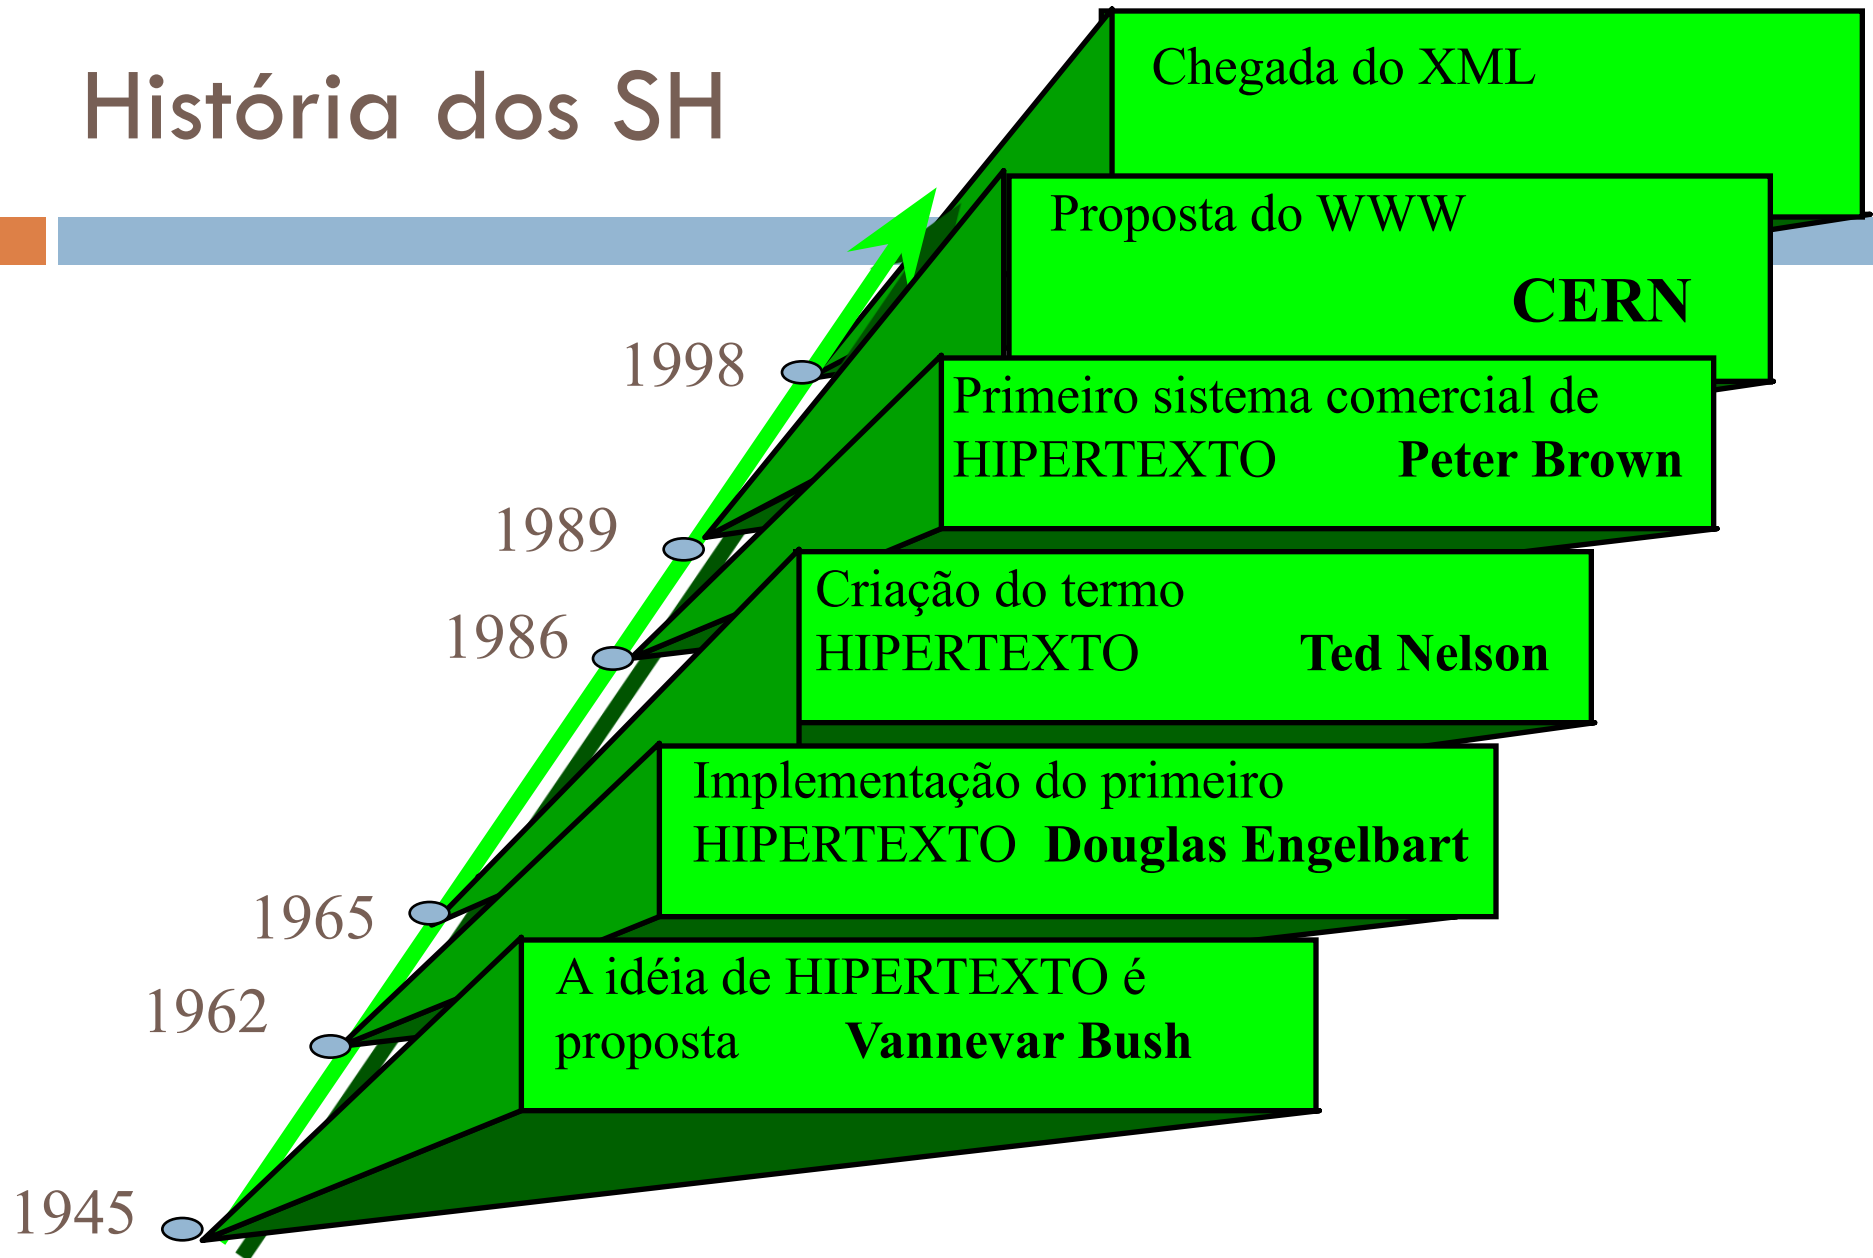 História dos SH
Chegada do XML
Proposta do WWW
CERN
1998
Primeiro sistema comercial de
HIPERTEXTO Peter Brown
1989
Criação do termo
HIPERTEXTO Ted Nelson
1986
Implementação do primeiro
HIPERTEXTO Douglas Engelbart
1965
A idéia de HIPERTEXTO é
proposta Vannevar Bush
1962
1945